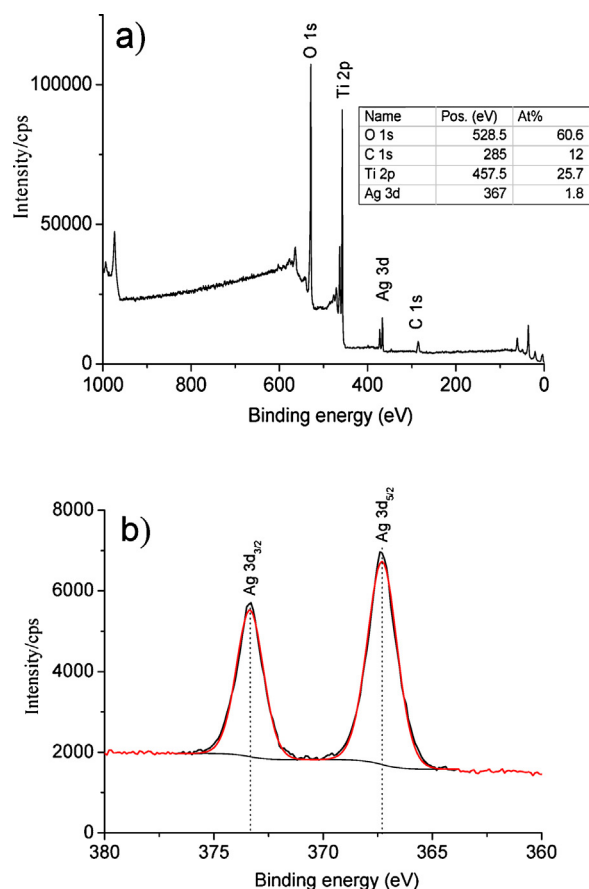 a)
O 1s
Ti 2p
Name Pos. (eV) At%
O 1s 528.5 60.6
C 1s 285 12
Ti 2p 457.5 25.7
Ag 3d 367 1.8
Ag 3d
C 1s
Intensity/cps
100000
50000
0
1000 800 600 400 200 0
Binding energy (eV)
b)
Ag 3d3/2
Ag 3d5/2
Intensity/cps
8000
6000
4000
2000
0
380 375 370 365 360
Binding energy (eV)